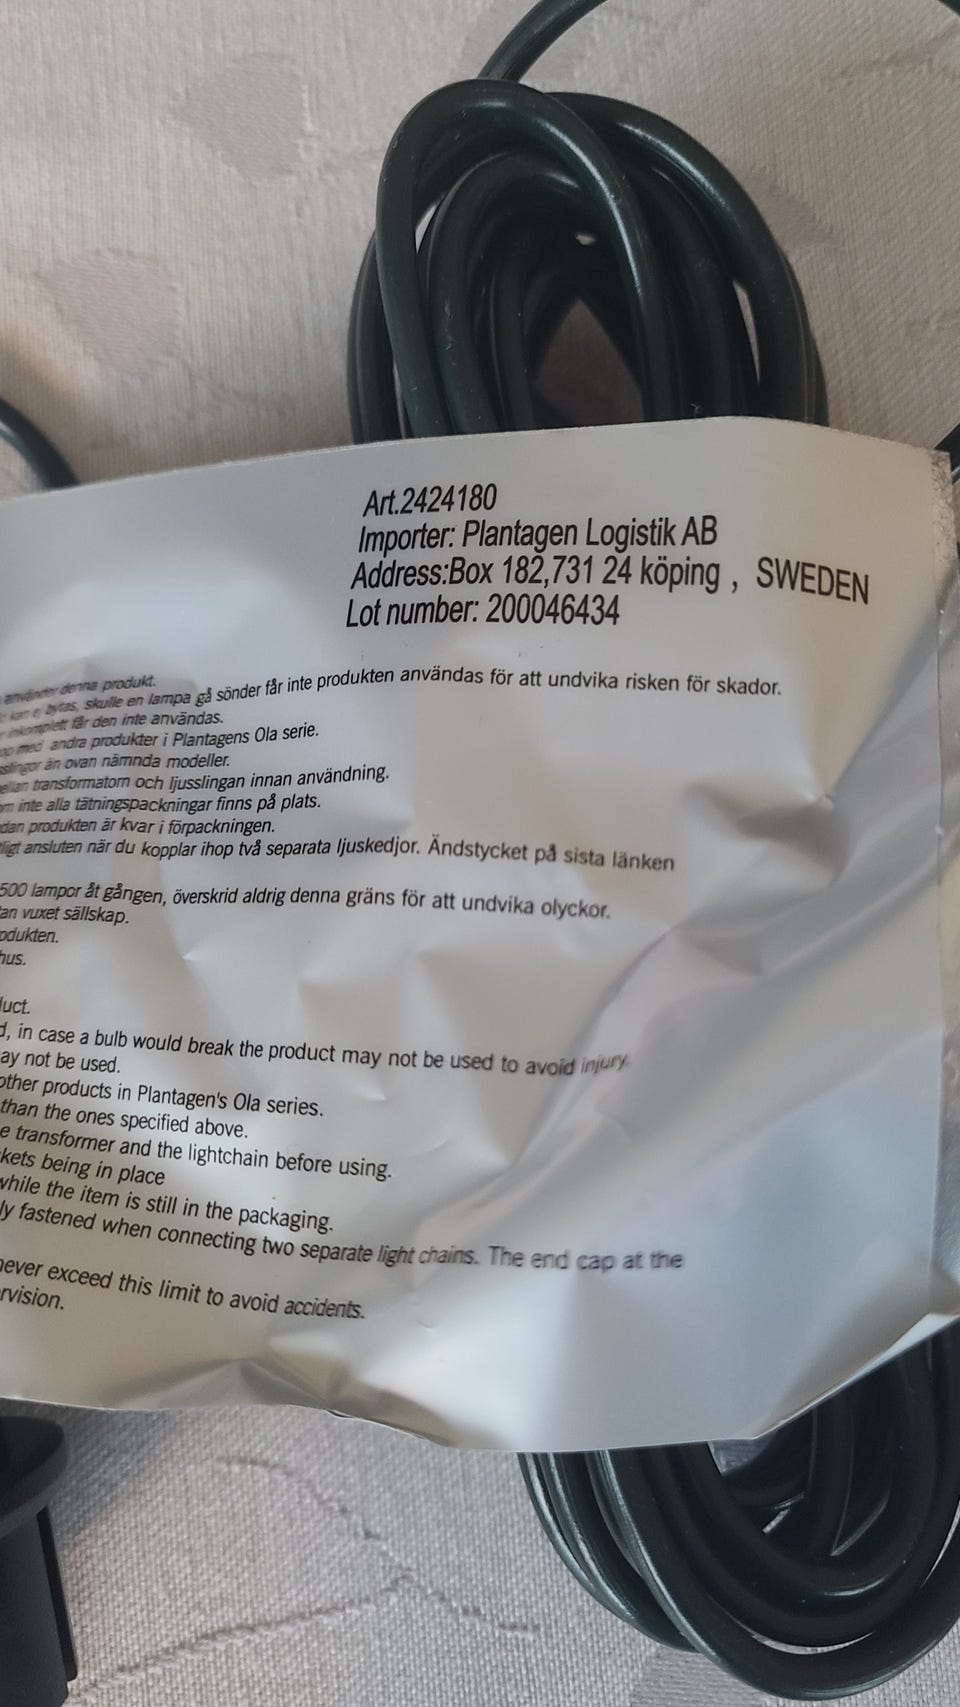 Art.2424180
Importer: Plantagen Logistik AB
Address:Box 182,731 24 köping , SWEDEN
Lot number: 200046434
använder denna produkt.
kan ej bytas, skulle en lampa gå sönder får inte produkten användas för att undvika risken för skador.
inkomplett får den inte användas.
op med andra produkter i Plantagens Ola serie.
sslingor än ovan nämnda modeller.
ellan transformatorn och ljusslingan innan användning.
om inte alla tätningspackningar finns på plats.
dan produkten är kvar i förpackningen.
ligt ansluten när du kopplar ihop två separata ljuskedjor. Ändstycket på sista länken
500 lampor åt gången, överskrid aldrig denna gräns för att undvika olyckor.
tan vuxet sällskap.
odukten.
hus.
luct.
d, in case a bulb would break the product may not be used to avoid injury.
ay not be used.
other products in Plantagen's Ola series.
than the ones specified above.
e transformer and the lightchain before using.
kets being in place
while the item is still in the packaging.
ly fastened when connecting two separate light chains. The end cap at the
never exceed this limit to avoid accidents.
rvision.